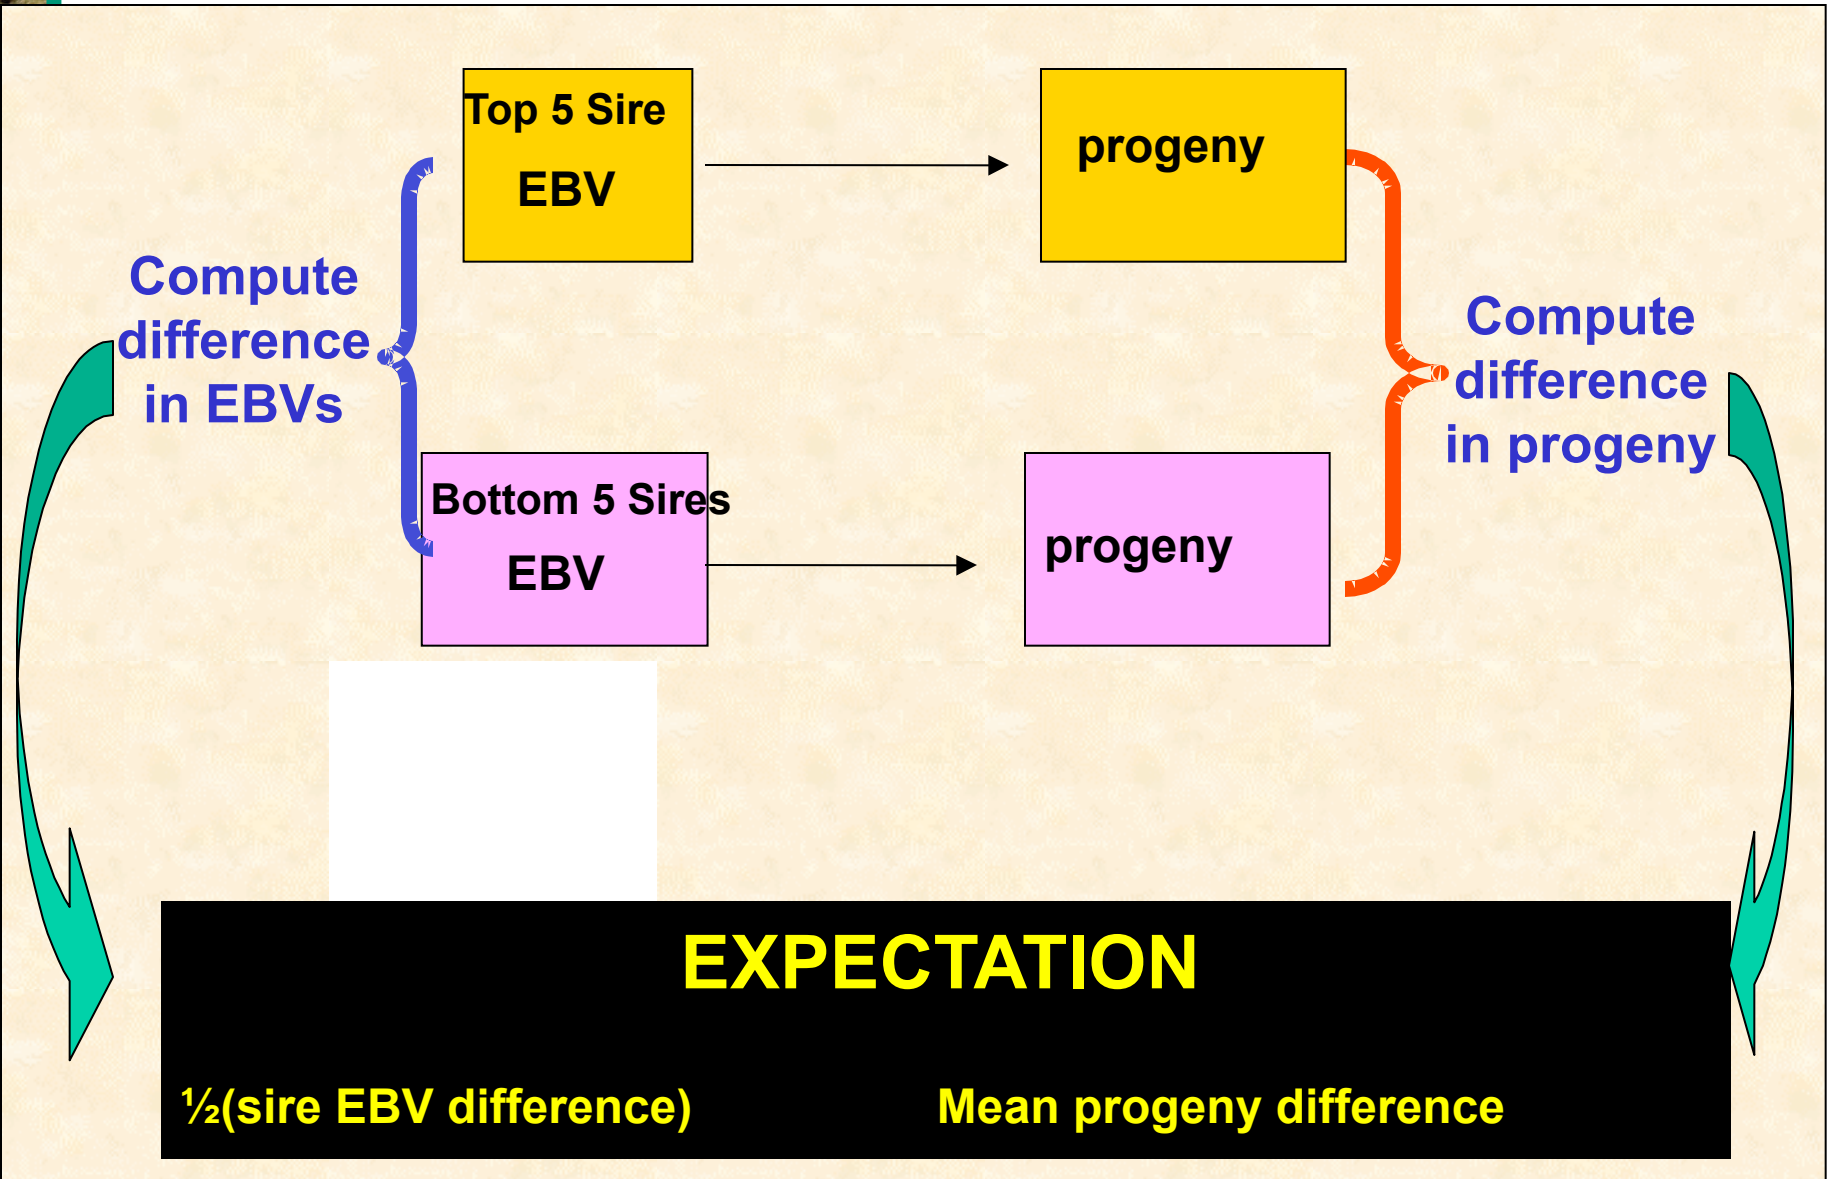 Top 5 Sire
EBV
progeny
Compute
difference
in EBVs
Compute
difference
in progeny
Bottom 5 Sires
EBV
progeny
EXPECTATION
½(sire EBV difference)
Mean progeny difference